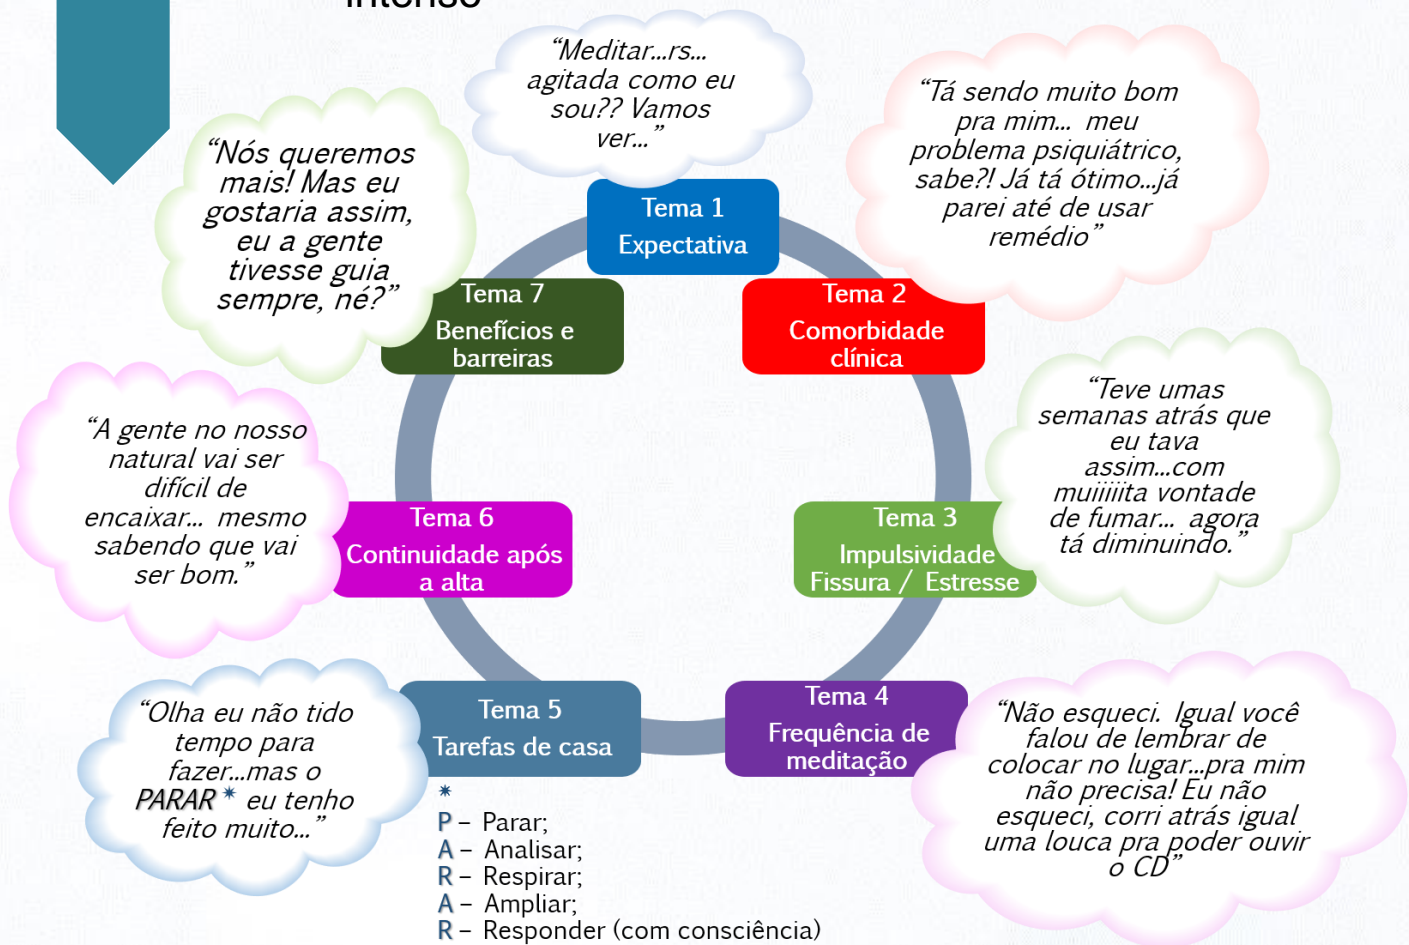 intenso
“Meditar...rs...
agitada como eu
sou?? Vamos
ver...”
Tema 1
Expectativa
“Tá sendo muito bom
pra mim... meu
problema psiquiátrico,
sabe?! Já tá ótimo...já
parei até de usar
remédio”
Tema 2
Comorbidade
clínica
“Teve umas
semanas atrás que
eu tava
assim...com
muiiiiita vontade
de fumar... agora
tá diminuindo.”
Tema 3
Impulsividade
Fissura / Estresse
“Não esqueci. Igual você
falou de lembrar de
colocar no lugar...pra mim
não precisa! Eu não
esqueci, corri atrás igual
uma louca pra poder ouvir
o CD”
Tema 4
Frequência de
meditação
“Olha eu não tido
tempo para
fazer...mas o
PARAR* eu tenho
feito muito...”
Tema 5
Tarefas de casa
*
P – Parar;
A – Analisar;
R – Respirar;
A – Ampliar;
R – Responder (com consciência)
“A gente no nosso
natural vai ser
difícil de
encaixar... mesmo
sabendo que vai
ser bom.”
Tema 6
Continuidade após
a alta
“Nós queremos
mais! Mas eu
gostaria assim,
eu a gente
tivesse guia
sempre, né?”
Tema 7
Benefícios e
barreiras